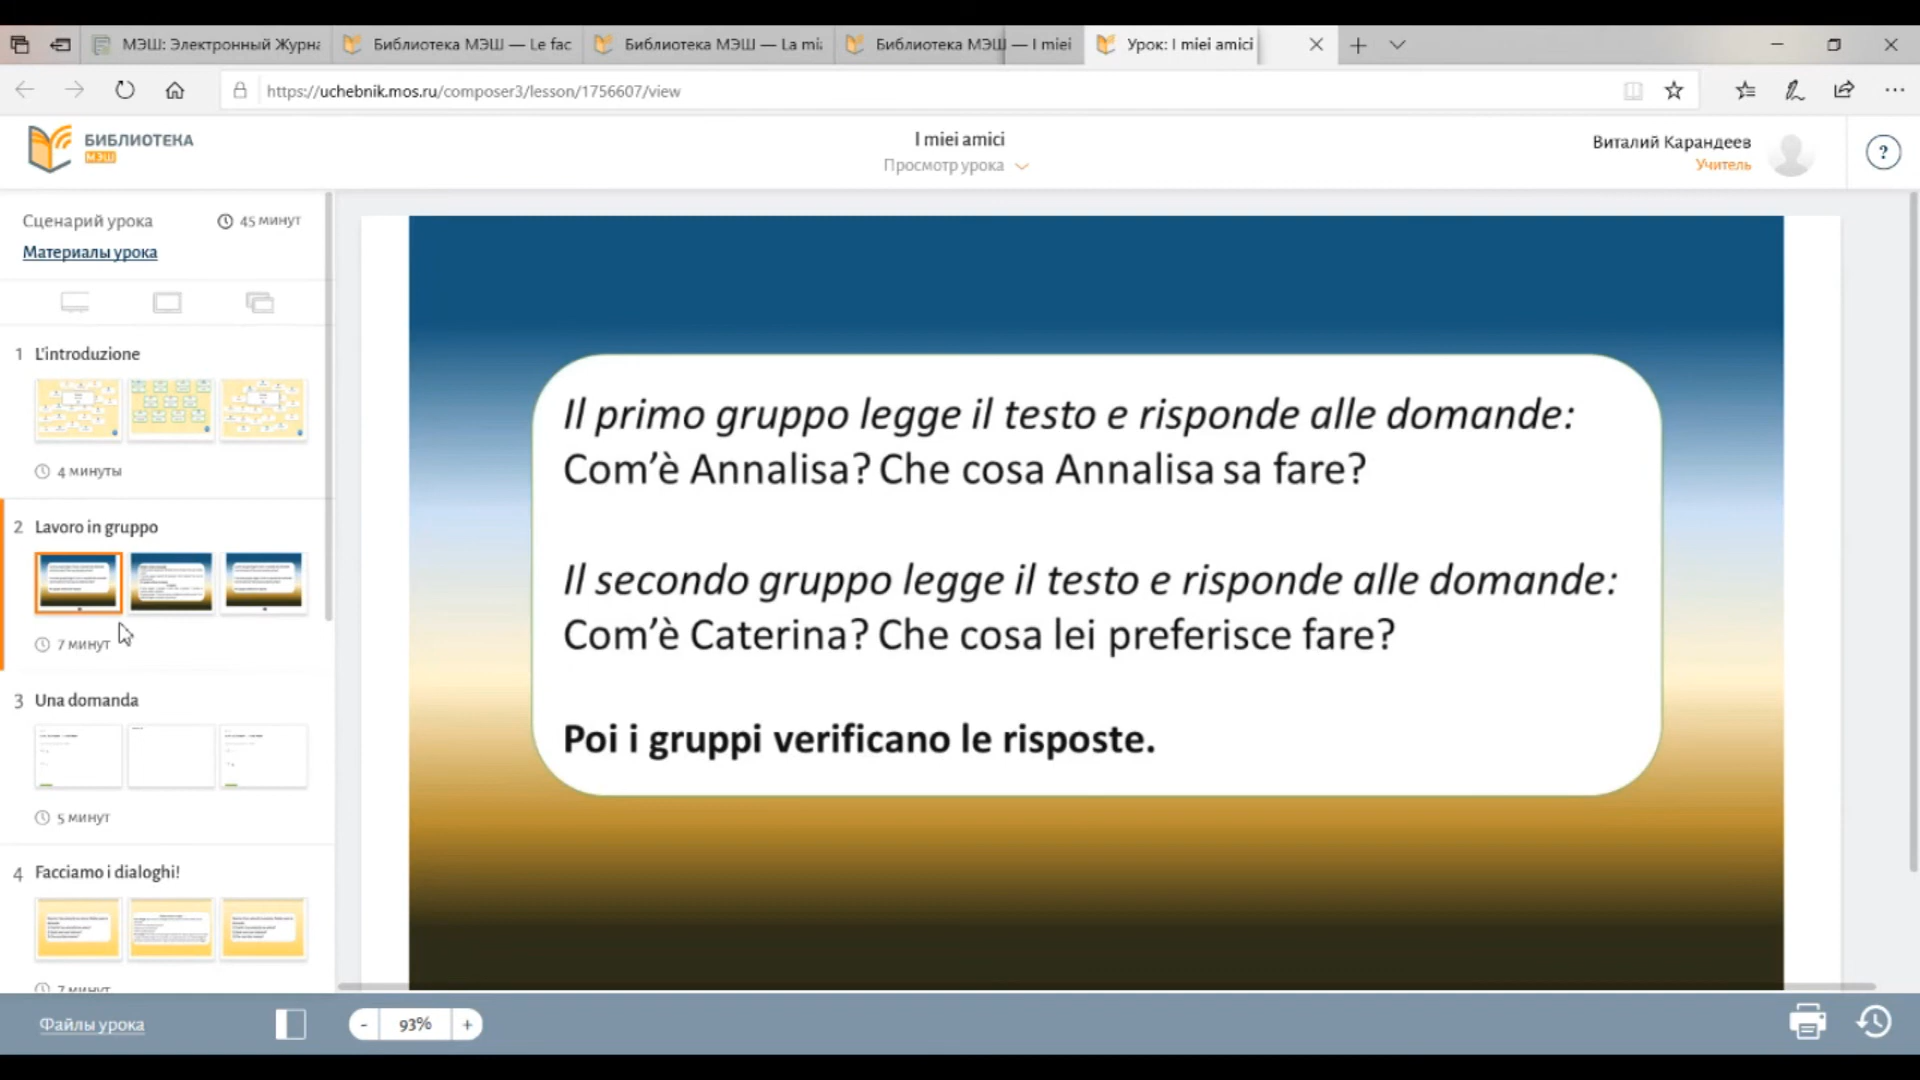 МЭШ: Электронный Журна
Библиотека МЭШ — Le fac
Библиотека МЭШ — La mi
Библиотека МЭШ — I miei
Урок: I miei amici
https://uchebnik.mos.ru/composer3/lesson/1756607/view
БИБЛИОТЕКА
МЭШ
I miei amici
Просмотр урока
Виталий Карандеев
Учитель
?
Сценарий урока
45 минут
Материалы урока
1 L'introduzione
4 минуты
2 Lavoro in gruppo
7 минут
3 Una domanda
5 минут
4 Facciamo i dialoghi!
7 минут
Il primo gruppo legge il testo e risponde alle domande:
Com’è Annalisa? Che cosa Annalisa sa fare?
Il secondo gruppo legge il testo e risponde alle domande:
Com’è Caterina? Che cosa lei preferisce fare?
Poi i gruppi verificano le risposte.
Файлы урока
- 93% +